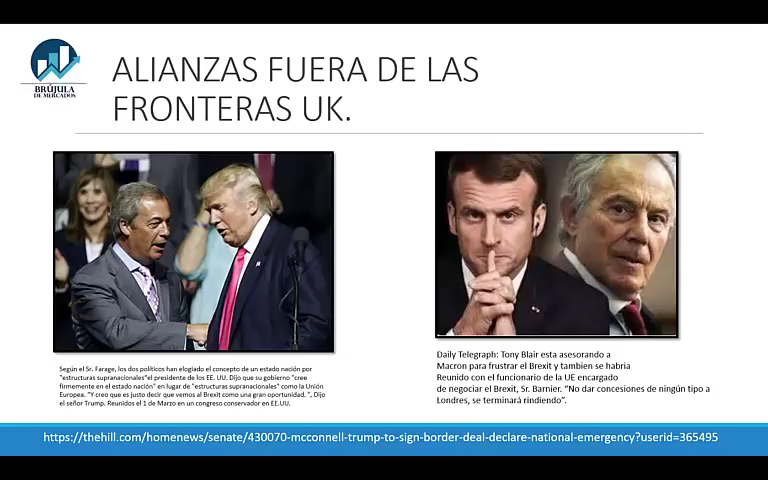 BRÚJULA
DE MERCADOS
ALIANZAS FUERA DE LAS
FRONTERAS UK.
Según el Sr. Farage, los dos políticos han elogiado el concepto de un estado nación por
"estructuras supranacionales"el presidente de los EE. UU. Dijo que su gobierno "cree
firmemente en el estado nación" en lugar de "estructuras supranacionales" como la Unión
Europea. "Y creo que es justo decir que vemos al Brexit como una gran oportunidad, ", Dijo
el señor Trump. Reunidos el 1 de Marzo en un congreso conservador en EE.UU.
Daily Telegraph: Tony Blair esta asesorando a
Macron para frustrar el Brexit y tambien se habria
Reunido con el funcionario de la UE encargado
de negociar el Brexit, Sr. Barnier. “No dar concesiones de ningún tipo a
Londres, se terminará rindiendo”.
https://thehill.com/homenews/senate/430070-mcconnell-trump-to-sign-border-deal-declare-national-emergency?userid=365495